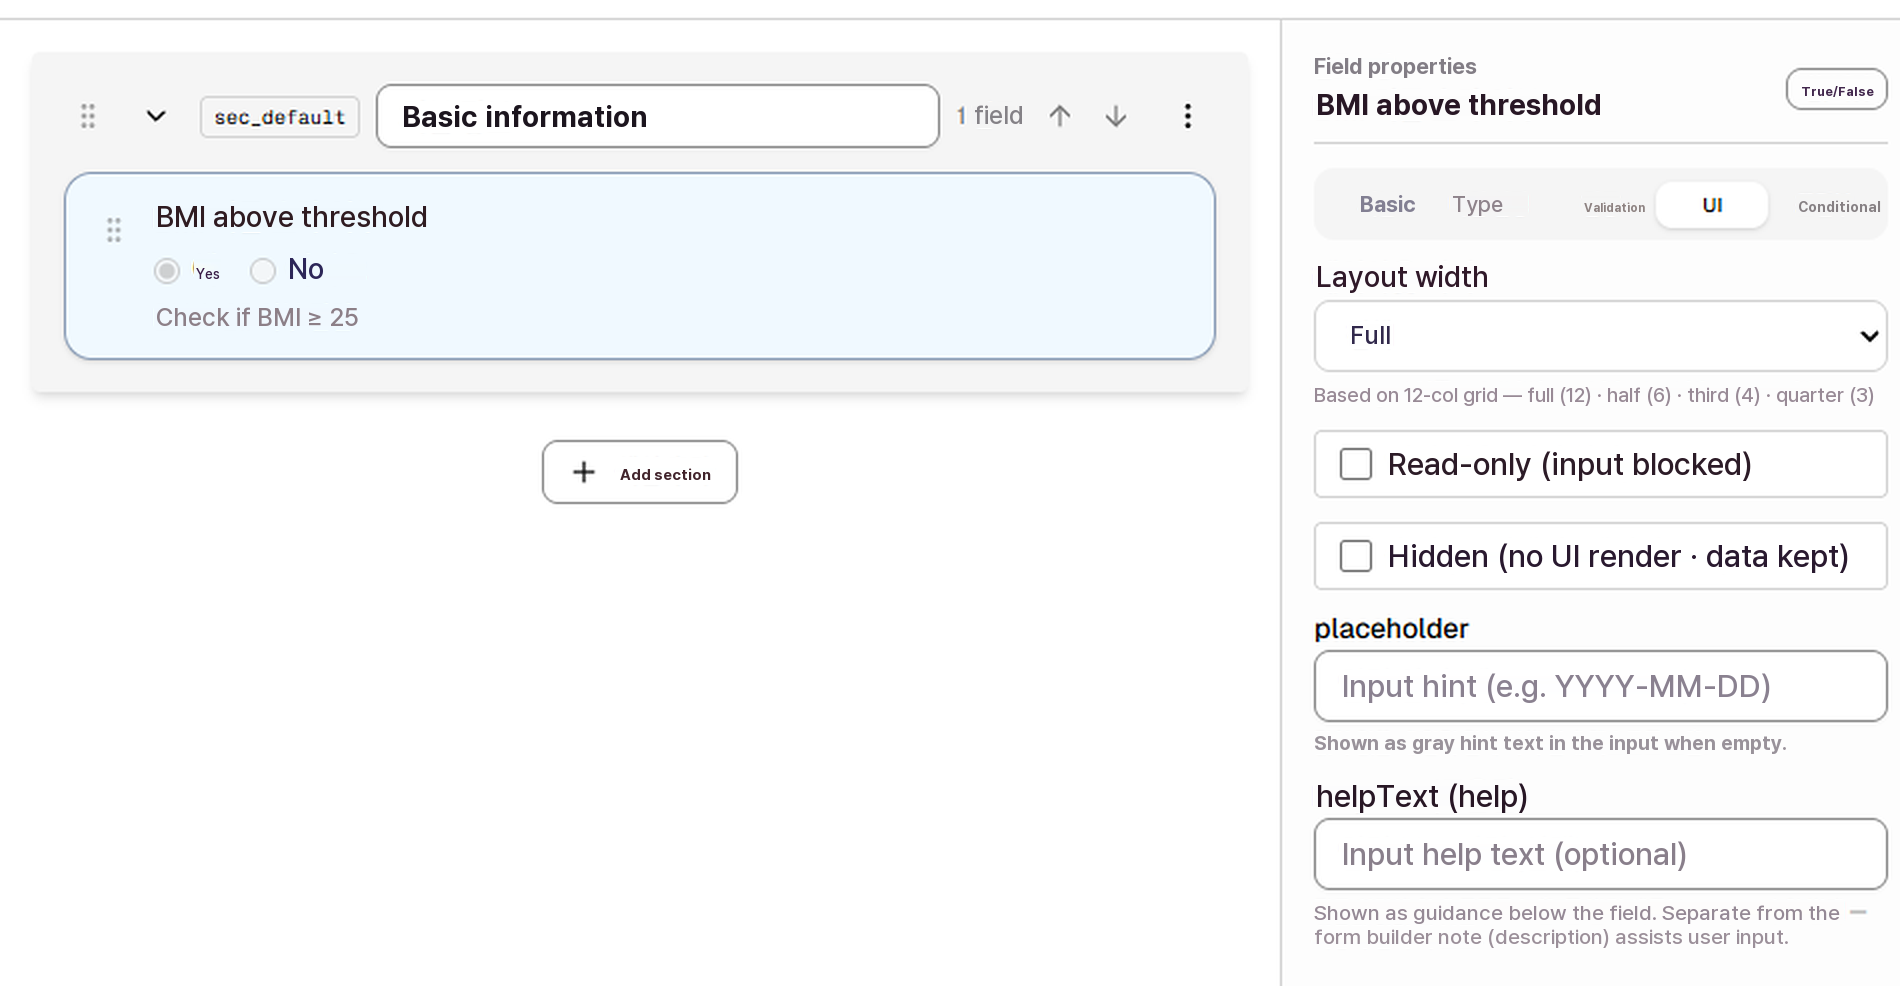 sec_default Basic information 1 field
BMI above threshold
Yes No
Check if BMI ≥ 25
Add section
Field properties
BMI above threshold
True/False
Basic Type Validation UI Conditional
Layout width
Full
Based on 12-col grid — full (12) · half (6) · third (4) · quarter (3)
Read-only (input blocked)
Hidden (no UI render · data kept)
placeholder
Input hint (e.g. YYYY-MM-DD)
Shown as gray hint text in the input when empty.
helpText (help)
Input help text (optional)
Shown as guidance below the field. Separate from the —
form builder note (description) assists user input.